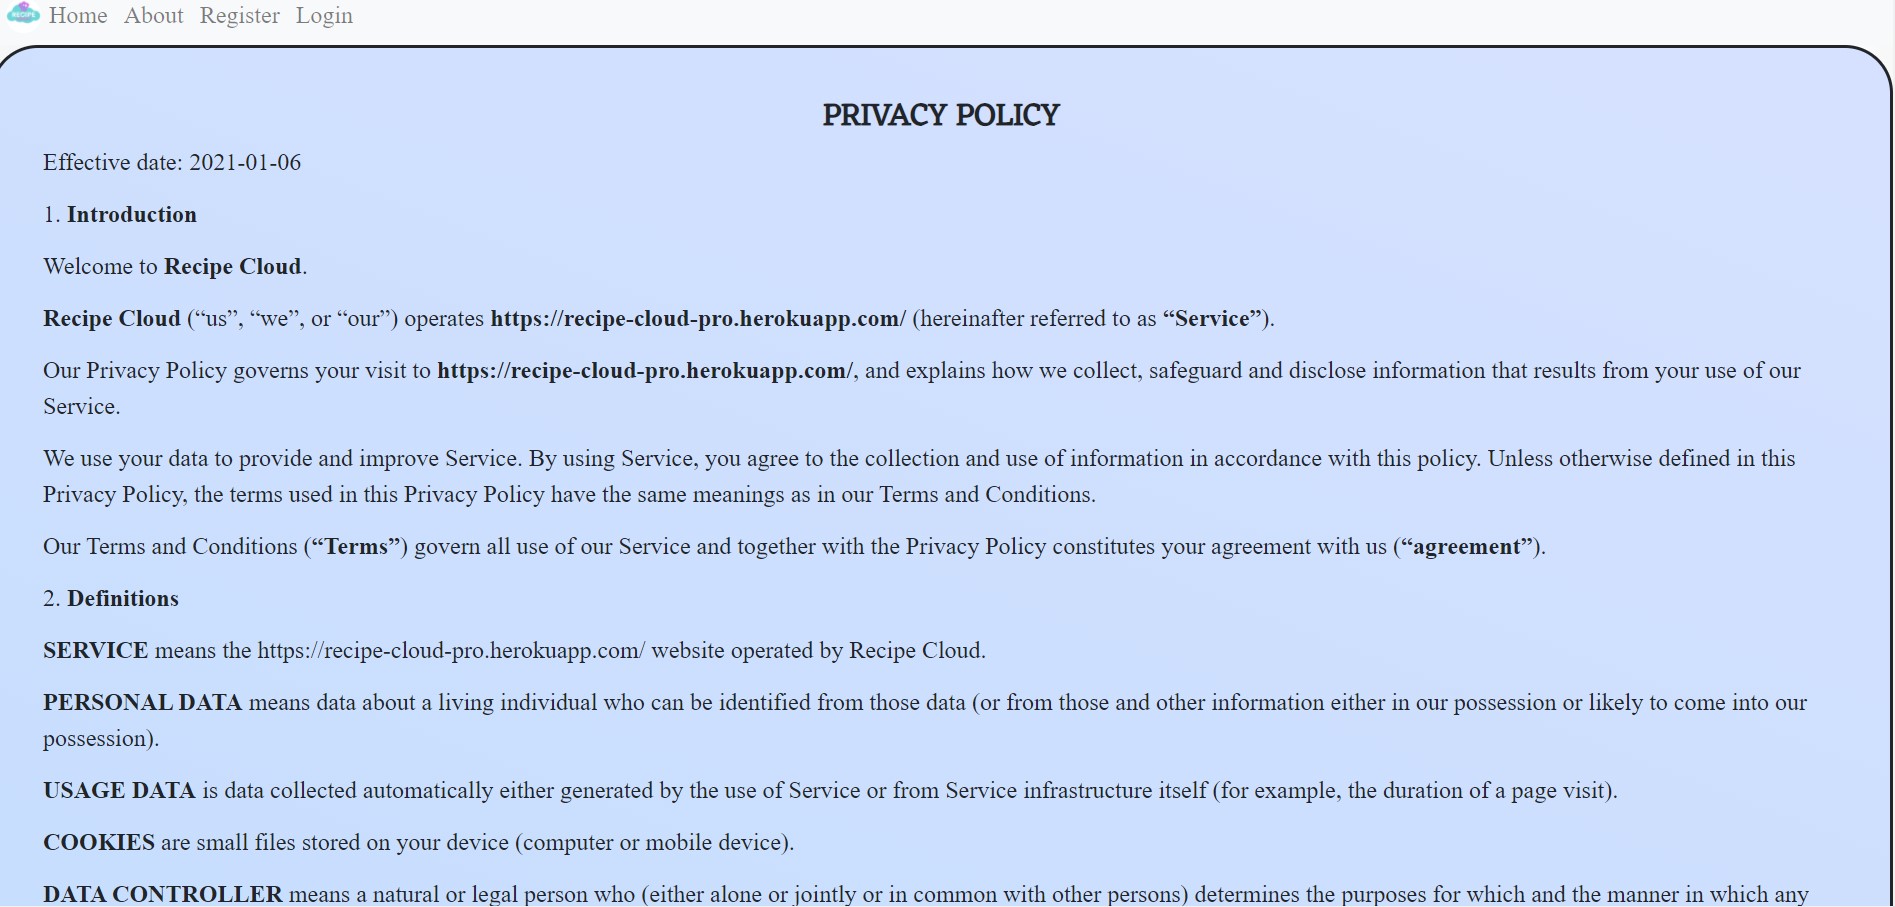 RECIPE Home About Register Login
PRIVACY POLICY
Effective date: 2021-01-06
1. Introduction
Welcome to Recipe Cloud.
Recipe Cloud (“us”, “we”, or “our”) operates https://recipe-cloud-pro.herokuapp.com/ (hereinafter referred to as “Service”).
Our Privacy Policy governs your visit to https://recipe-cloud-pro.herokuapp.com/, and explains how we collect, safeguard and disclose information that results from your use of our
Service.
We use your data to provide and improve Service. By using Service, you agree to the collection and use of information in accordance with this policy. Unless otherwise defined in this
Privacy Policy, the terms used in this Privacy Policy have the same meanings as in our Terms and Conditions.
Our Terms and Conditions (“Terms”) govern all use of our Service and together with the Privacy Policy constitutes your agreement with us (“agreement”).
2. Definitions
SERVICE means the https://recipe-cloud-pro.herokuapp.com/ website operated by Recipe Cloud.
PERSONAL DATA means data about a living individual who can be identified from those data (or from those and other information either in our possession or likely to come into our
possession).
USAGE DATA is data collected automatically either generated by the use of Service or from Service infrastructure itself (for example, the duration of a page visit).
COOKIES are small files stored on your device (computer or mobile device).
DATA CONTROLLER means a natural or legal person who (either alone or jointly or in common with other persons) determines the purposes for which and the manner in which any